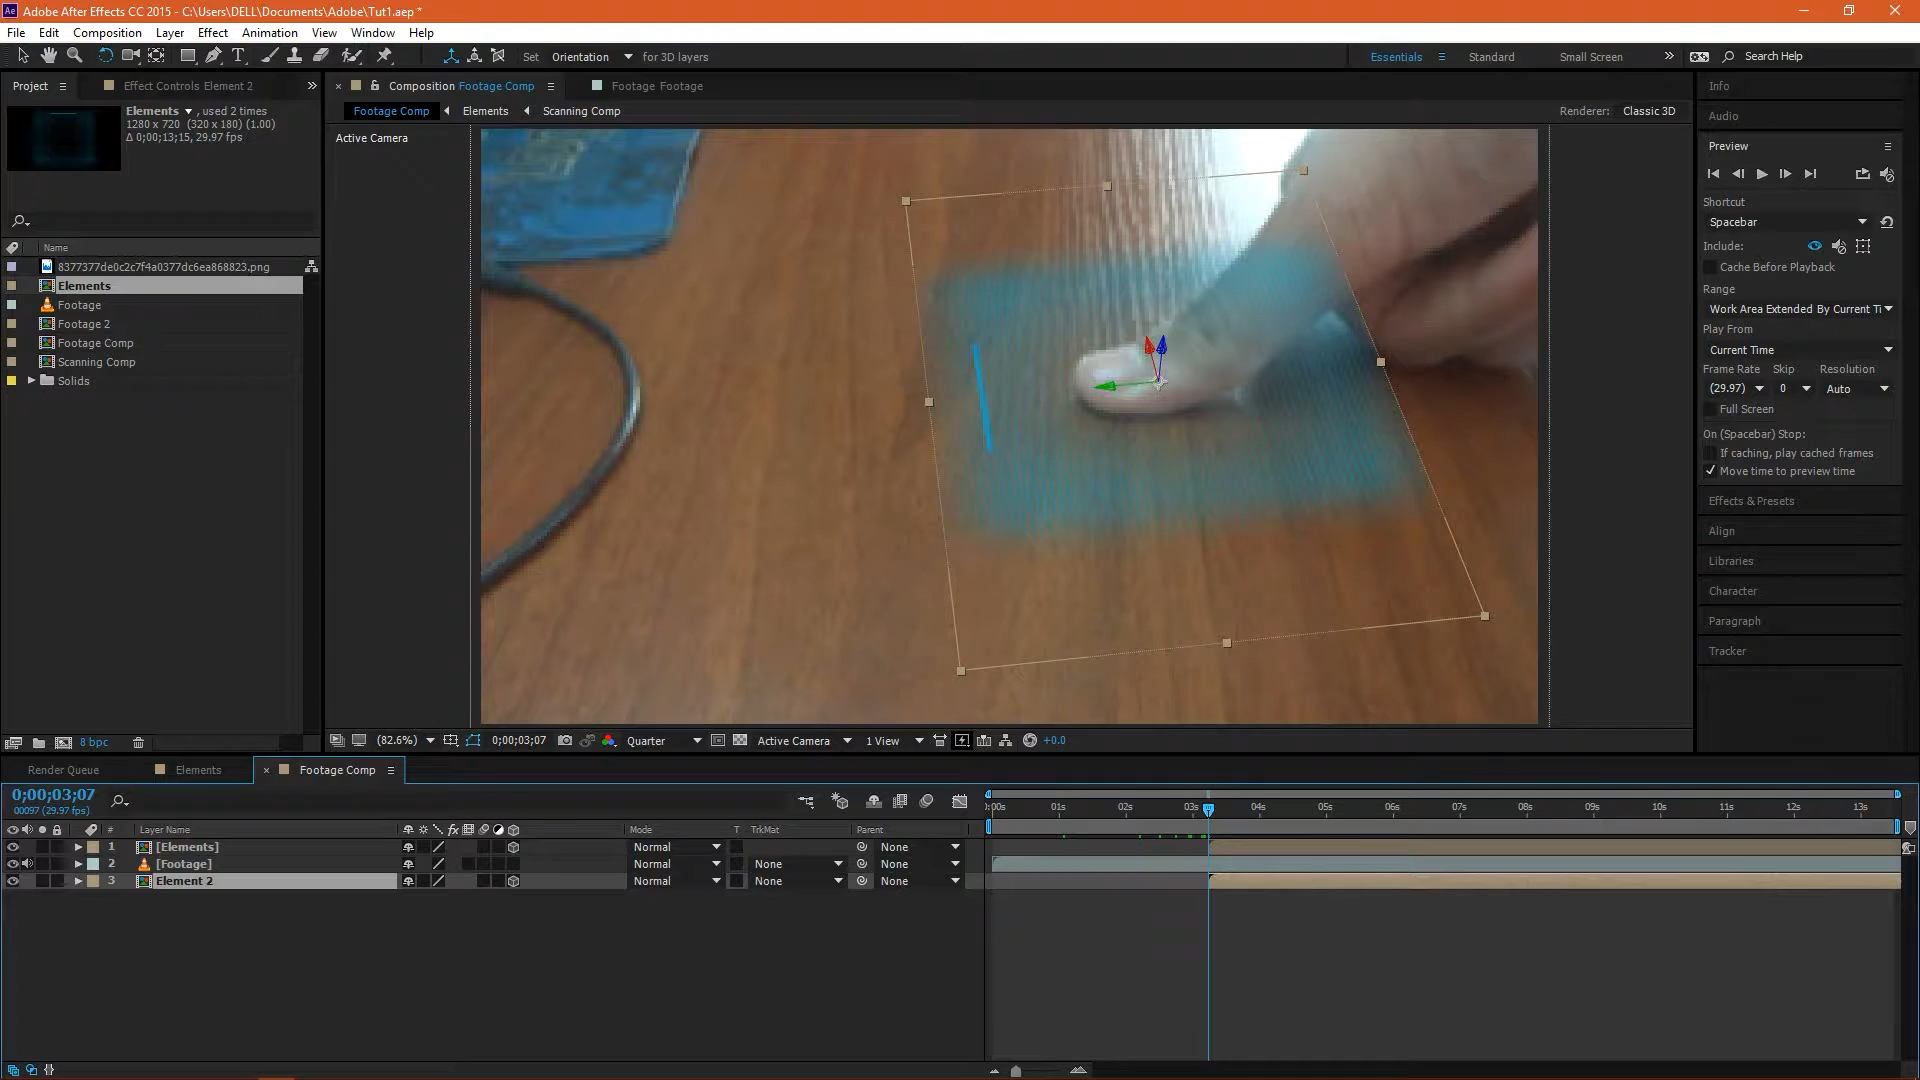 Adobe After Effects CC 2015 - C:\Users\DELL\Documents\Adobe\Tut1.aep *
File Edit Composition Layer Effect Animation View Window Help
Set Orientation for 3D layers Essentials Standard Small Screen Search Help
Project Effect Controls Element 2 Composition Footage Comp Footage Footage Info
Elements , used 2 times
1280 x 720 (320 x 180) (1.00)
Δ 0;00;13;15, 29.97 fps
Footage Comp Elements Scanning Comp Renderer: Classic 3D
Active Camera
Audio
Preview
Shortcut
Spacebar
Include:
Cache Before Playback
Range
Work Area Extended By Current Ti
Play From
Current Time
Frame Rate Skip Resolution
(29.97) 0 Auto
Full Screen
On (Spacebar) Stop:
If caching, play cached frames
Move time to preview time
Effects & Presets
Align
Libraries
Character
Paragraph
Tracker
Name
8377377de0c2c7f4a0377dc6ea868823.png
Elements
Footage
Footage 2
Footage Comp
Scanning Comp
Solids
8 bpc
(82.6%) 0;00;03;07 Quarter Active Camera 1 View +0.0
Render Queue Elements Footage Comp
0;00;03;07
00097 (29.97 fps)
:00s 01s 02s 03s 04s 05s 06s 07s 08s 09s 10s 11s 12s 13s
# Layer Name fx Mode T TrkMat Parent
1 [Elements] Normal None
2 [Footage] Normal None None
3 Element 2 Normal None None